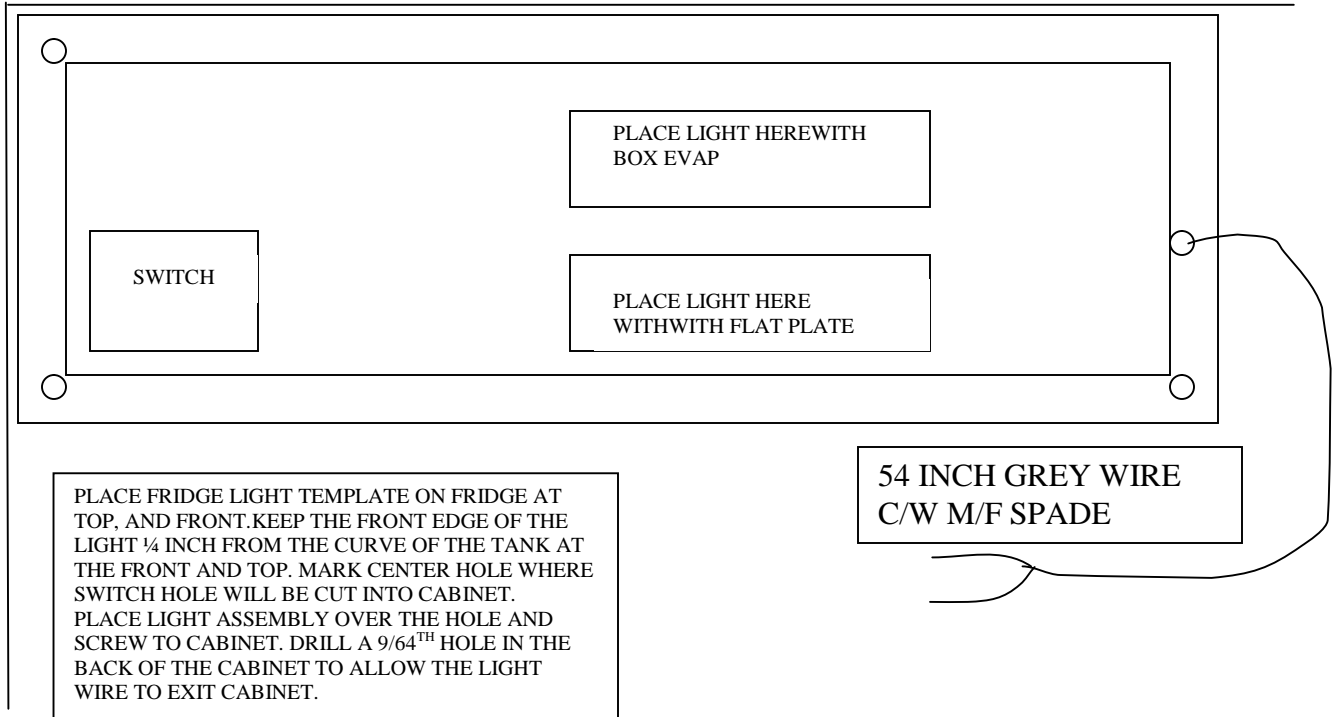 PLACE LIGHT HEREWITH
BOX EVAP
SWITCH
PLACE LIGHT HERE
WITHWITH FLAT PLATE
54 INCH GREY WIRE
C/W M/F SPADE
PLACE FRIDGE LIGHT TEMPLATE ON FRIDGE AT
TOP, AND FRONT.KEEP THE FRONT EDGE OF THE
LIGHT ¼ INCH FROM THE CURVE OF THE TANK AT
THE FRONT AND TOP. MARK CENTER HOLE WHERE
SWITCH HOLE WILL BE CUT INTO CABINET.
PLACE LIGHT ASSEMBLY OVER THE HOLE AND
SCREW TO CABINET. DRILL A 9/64TH HOLE IN THE
BACK OF THE CABINET TO ALLOW THE LIGHT
WIRE TO EXIT CABINET.